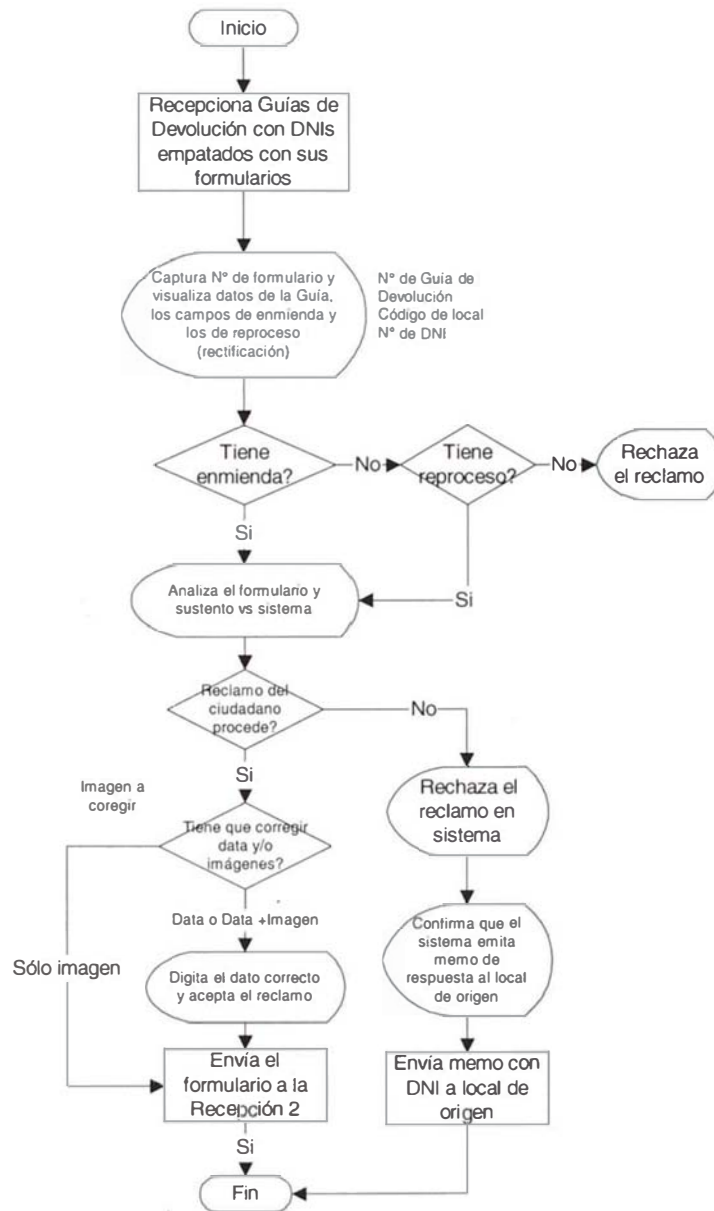 Inicio
Recepciona Guías de
Devolución con DNIs
empatados con sus
formularios
Captura N° de formulario y
visualiza datos de la Guía,
los campos de enmienda y
los de reproceso
(rectificación)
N° de Guía de
Devolución
Código de local
N° de DNI
Tiene
enmienda?
No
Tiene
reproceso?
No
Rechaza
el reclamo
Si
Si
Analiza el formulario y
sustento vs sistema
Reclamo del
ciudadano
procede?
No
Si
Rechaza el
reclamo en
sistema
Imagen a
coregir
Tiene que corregir
data y/o
imágenes?
Data o Data +Imagen
Sólo imagen
Confirma que el
sistema emita
memo de
respuesta al local
de origen
Digita el dato correcto
y acepta el reclamo
Envía el
formulario a la
Recepción 2
Envía memo con
DNI a local de
origen
Si
Fin